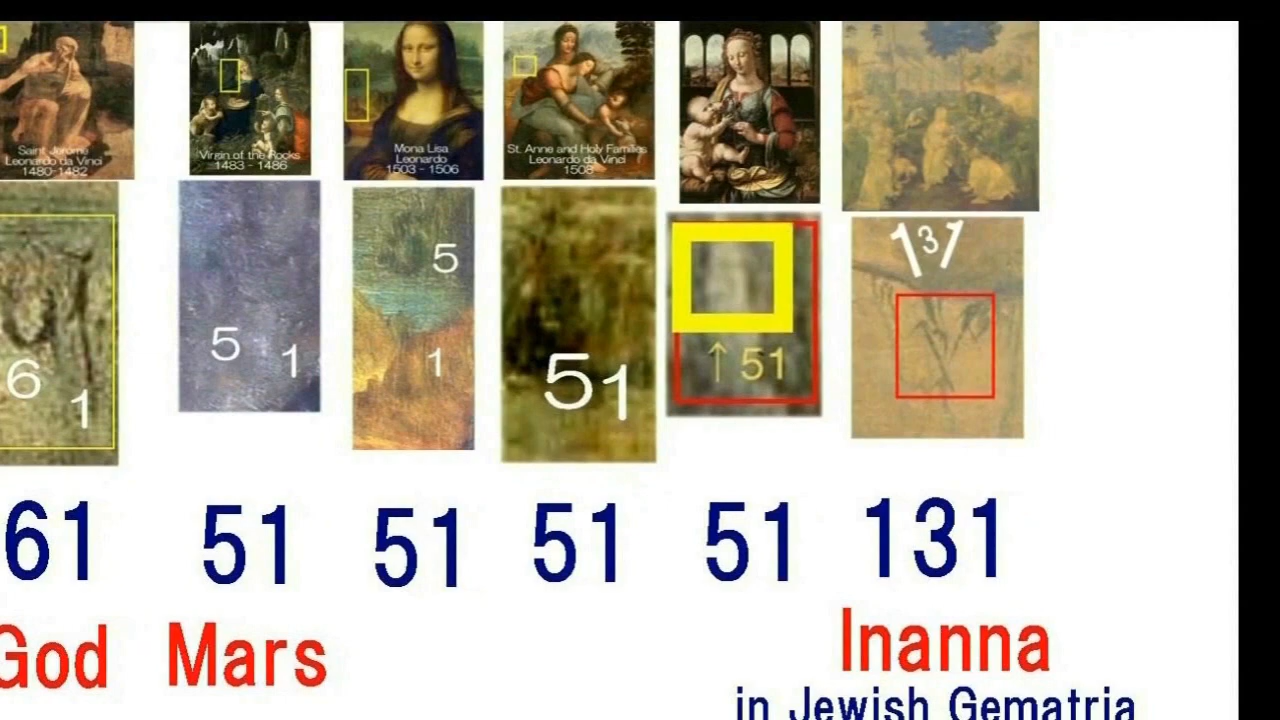 Saint Jerome
Leonardo da Vinci
1480-1482
Virgin of the Rocks
1483 - 1486
Mona Lisa
Leonardo
1503 - 1506
St. Anne and Holy Families
Leonardo da Vinci
1508
6 1
5 1
5
1
51
↑ 51
131
61 51 51 51 51 131
God Mars Inanna
in Jewish Gematria